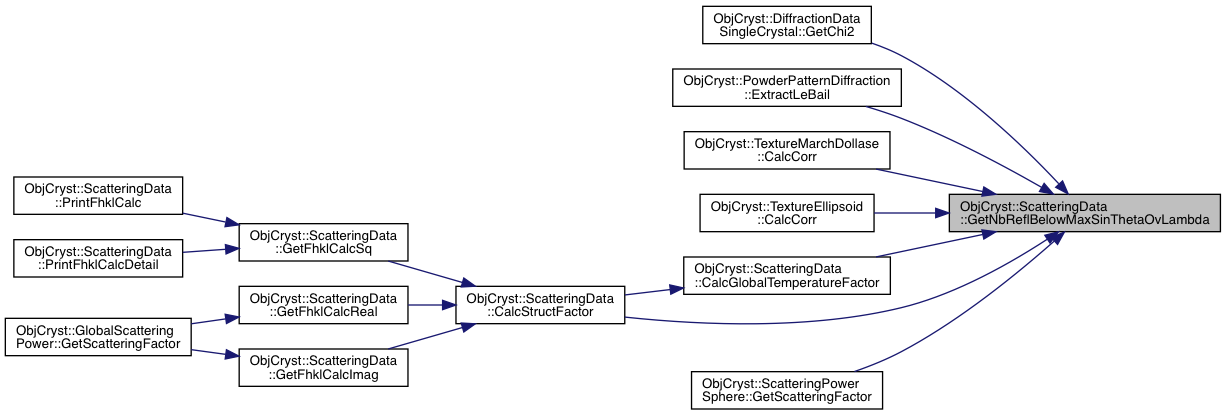 ObjCryst::DiffractionData
SingleCrystal::GetChi2
ObjCryst::PowderPatternDiffraction
::ExtractLeBail
ObjCryst::TextureMarchDollase
::CalcCorr
ObjCryst::ScatteringData
::PrintFhklCalc
ObjCryst::TextureEllipsoid
::CalcCorr
ObjCryst::ScatteringData
::GetNbReflBelowMaxSinThetaOvLambda
ObjCryst::ScatteringData
::GetFhklCalcSq
ObjCryst::ScatteringData
::PrintFhklCalcDetail
ObjCryst::ScatteringData
::CalcGlobalTemperatureFactor
ObjCryst::ScatteringData
::GetFhklCalcReal
ObjCryst::ScatteringData
::CalcStructFactor
ObjCryst::GlobalScattering
Power::GetScatteringFactor
ObjCryst::ScatteringData
::GetFhklCalcImag
ObjCryst::ScatteringPower
Sphere::GetScatteringFactor